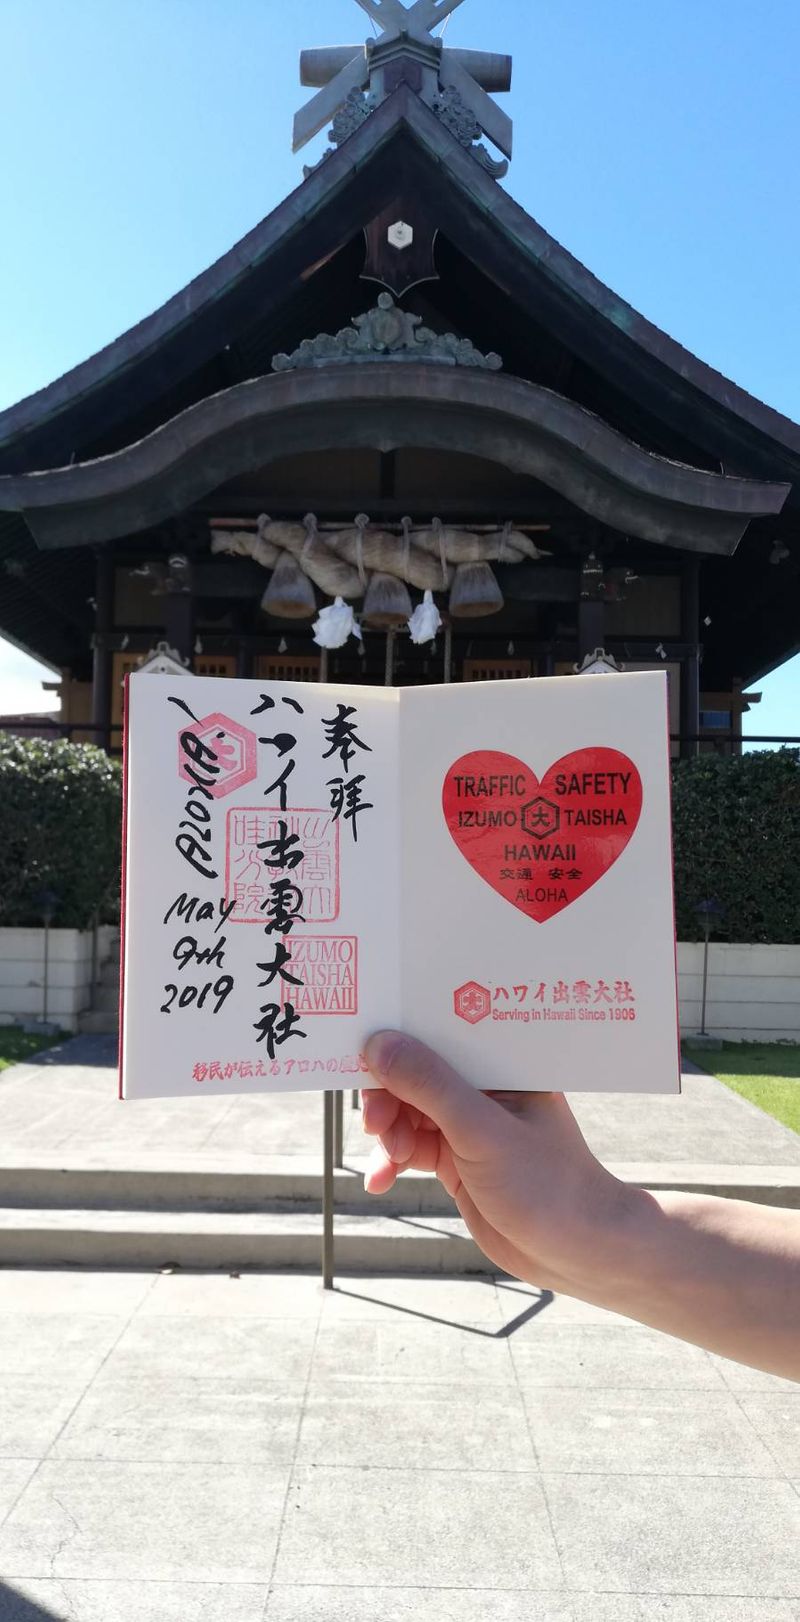 奉拝
ハワイ出雲大社
ALOHA!
May
9th
2019
大
IZUMO
TAISHA
HAWAII
移民が伝えるアロハの
TRAFFIC SAFETY
IZUMO 大 TAISHA
HAWAII
交通 安全
ALOHA
大 ハワイ出雲大社
Serving in Hawaii Since 1906